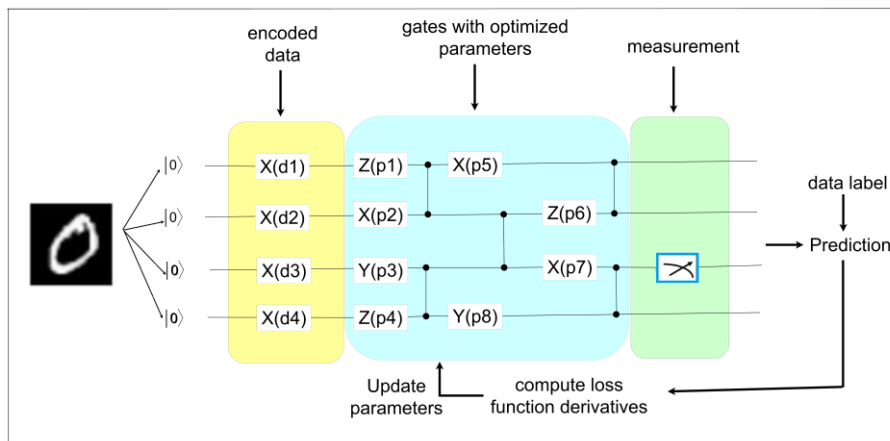 encoded
data
gates with optimized
parameters
measurement
|0⟩ X(d1) Z(p1) X(p5)
|0⟩ X(d2) X(p2) Z(p6)
|0⟩ X(d3) Y(p3) X(p7)
|0⟩ X(d4) Z(p4) Y(p8)
data label
Prediction
Update
parameters
compute loss
function derivatives